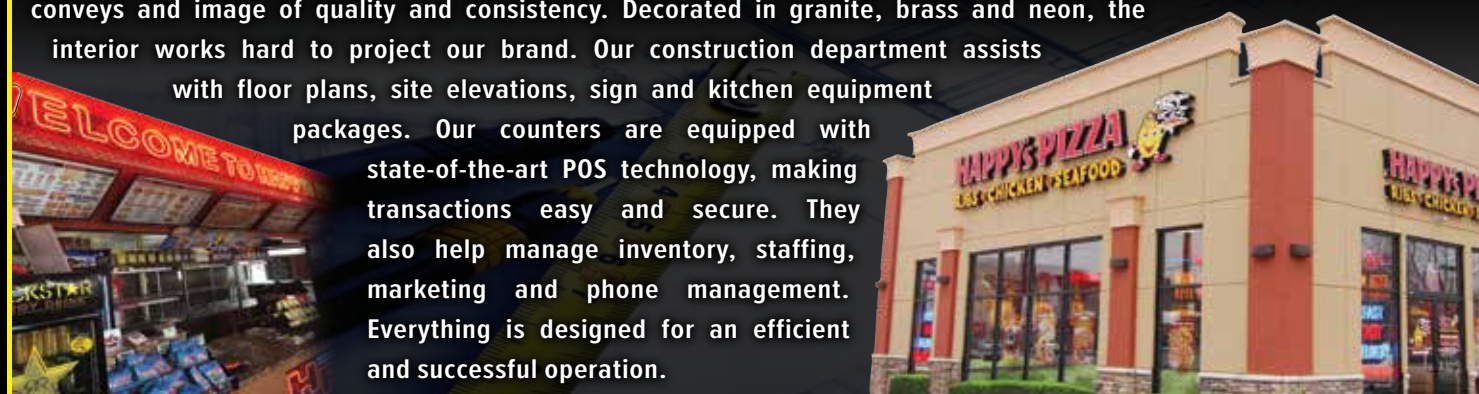 conveys and image of quality and consistency. Decorated in granite, brass and neon, the
interior works hard to project our brand. Our construction department assists
with floor plans, site elevations, sign and kitchen equipment
packages. Our counters are equipped with
state-of-the-art POS technology, making
transactions easy and secure. They
also help manage inventory, staffing,
marketing and phone management.
Everything is designed for an efficient
and successful operation.
WELCOME TO
HAPPY'S PIZZA
RIBS CHICKEN SEAFOOD
HAPPY'S
RIBS CHICKEN